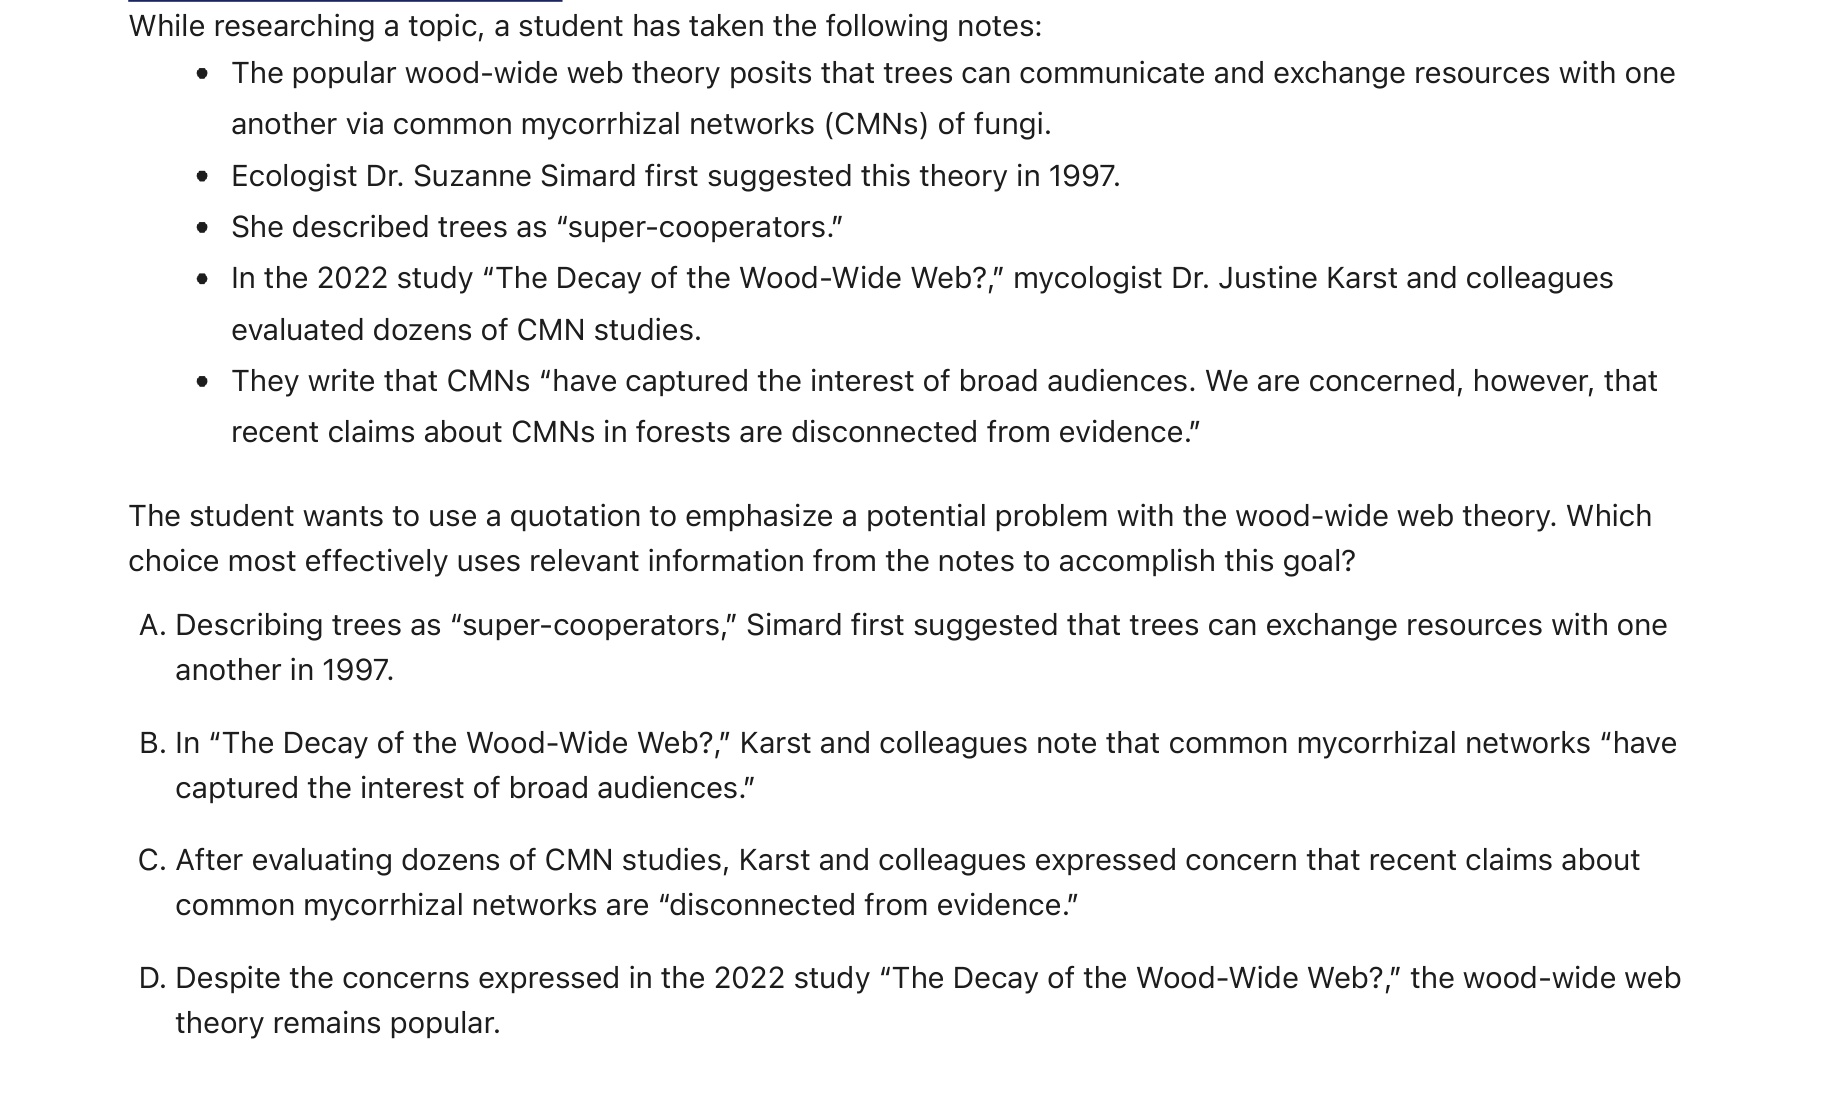 While researching a topic, a student has taken the following notes:
• The popular wood-wide web theory posits that trees can communicate and exchange resources with one
another via common mycorrhizal networks (CMNs) of fungi.
• Ecologist Dr. Suzanne Simard first suggested this theory in 1997.
• She described trees as “super-cooperators.”
• In the 2022 study “The Decay of the Wood-Wide Web?,” mycologist Dr. Justine Karst and colleagues
evaluated dozens of CMN studies.
• They write that CMNs “have captured the interest of broad audiences. We are concerned, however, that
recent claims about CMNs in forests are disconnected from evidence.”
The student wants to use a quotation to emphasize a potential problem with the wood-wide web theory. Which
choice most effectively uses relevant information from the notes to accomplish this goal?
A. Describing trees as “super-cooperators,” Simard first suggested that trees can exchange resources with one
another in 1997.
B. In “The Decay of the Wood-Wide Web?,” Karst and colleagues note that common mycorrhizal networks “have
captured the interest of broad audiences.”
C. After evaluating dozens of CMN studies, Karst and colleagues expressed concern that recent claims about
common mycorrhizal networks are “disconnected from evidence.”
D. Despite the concerns expressed in the 2022 study “The Decay of the Wood-Wide Web?,” the wood-wide web
theory remains popular.